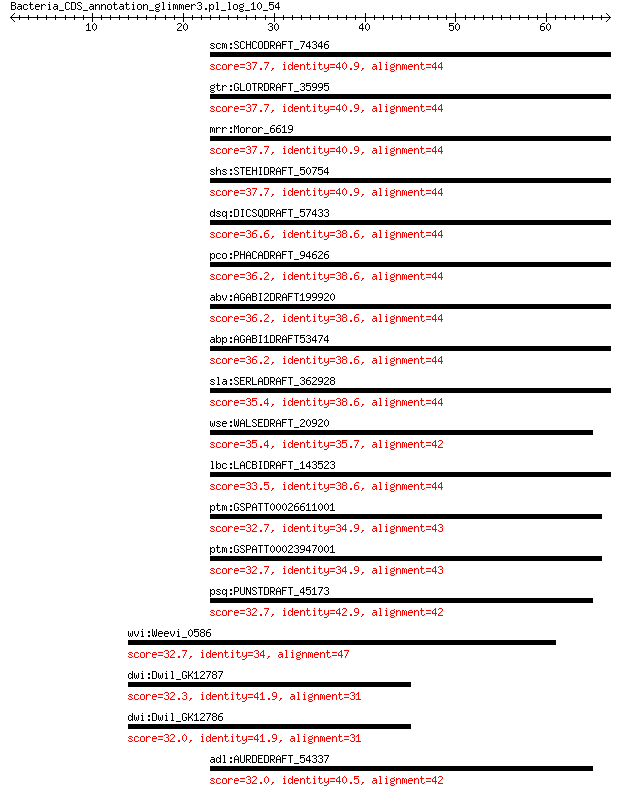 Bacteria_CDS_annotation_glimmer3.pl_log_10_54
10 20 30 40 50 60
scm:SCHCODRAFT_74346
score=37.7, identity=40.9, alignment=44
gtr:GLOTRDRAFT_35995
score=37.7, identity=40.9, alignment=44
mrr:Moror_6619
score=37.7, identity=40.9, alignment=44
shs:STEHIDRAFT_50754
score=37.7, identity=40.9, alignment=44
dsq:DICSQDRAFT_57433
score=36.6, identity=38.6, alignment=44
pco:PHACADRAFT_94626
score=36.2, identity=38.6, alignment=44
abv:AGABI2DRAFT199920
score=36.2, identity=38.6, alignment=44
abp:AGABI1DRAFT53474
score=36.2, identity=38.6, alignment=44
sla:SERLADRAFT_362928
score=35.4, identity=38.6, alignment=44
wse:WALSEDRAFT_20920
score=35.4, identity=35.7, alignment=42
lbc:LACBIDRAFT_143523
score=33.5, identity=38.6, alignment=44
ptm:GSPATT00026611001
score=32.7, identity=34.9, alignment=43
ptm:GSPATT00023947001
score=32.7, identity=34.9, alignment=43
psq:PUNSTDRAFT_45173
score=32.7, identity=42.9, alignment=42
wvi:Weevi_0586
score=32.7, identity=34, alignment=47
dwi:Dwil_GK12787
score=32.3, identity=41.9, alignment=31
dwi:Dwil_GK12786
score=32.0, identity=41.9, alignment=31
adl:AURDEDRAFT_54337
score=32.0, identity=40.5, alignment=42